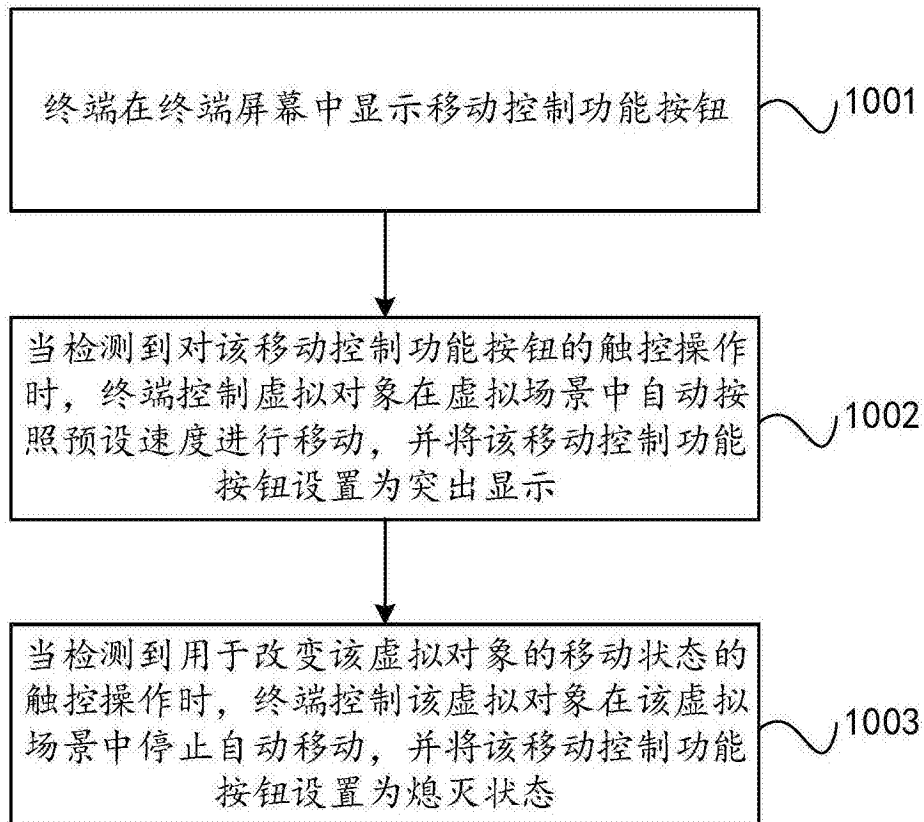 终端在终端屏幕中显示移动控制功能按钮
1001
当检测到对该移动控制功能按钮的触控操作
时，终端控制虚拟对象在虚拟场景中自动按
照预设速度进行移动，并将该移动控制功能
按钮设置为突出显示
1002
当检测到用于改变该虚拟对象的移动状态的
触控操作时，终端控制该虚拟对象在该虚拟
场景中停止自动移动，并将该移动控制功能
按钮设置为熄灭状态
1003